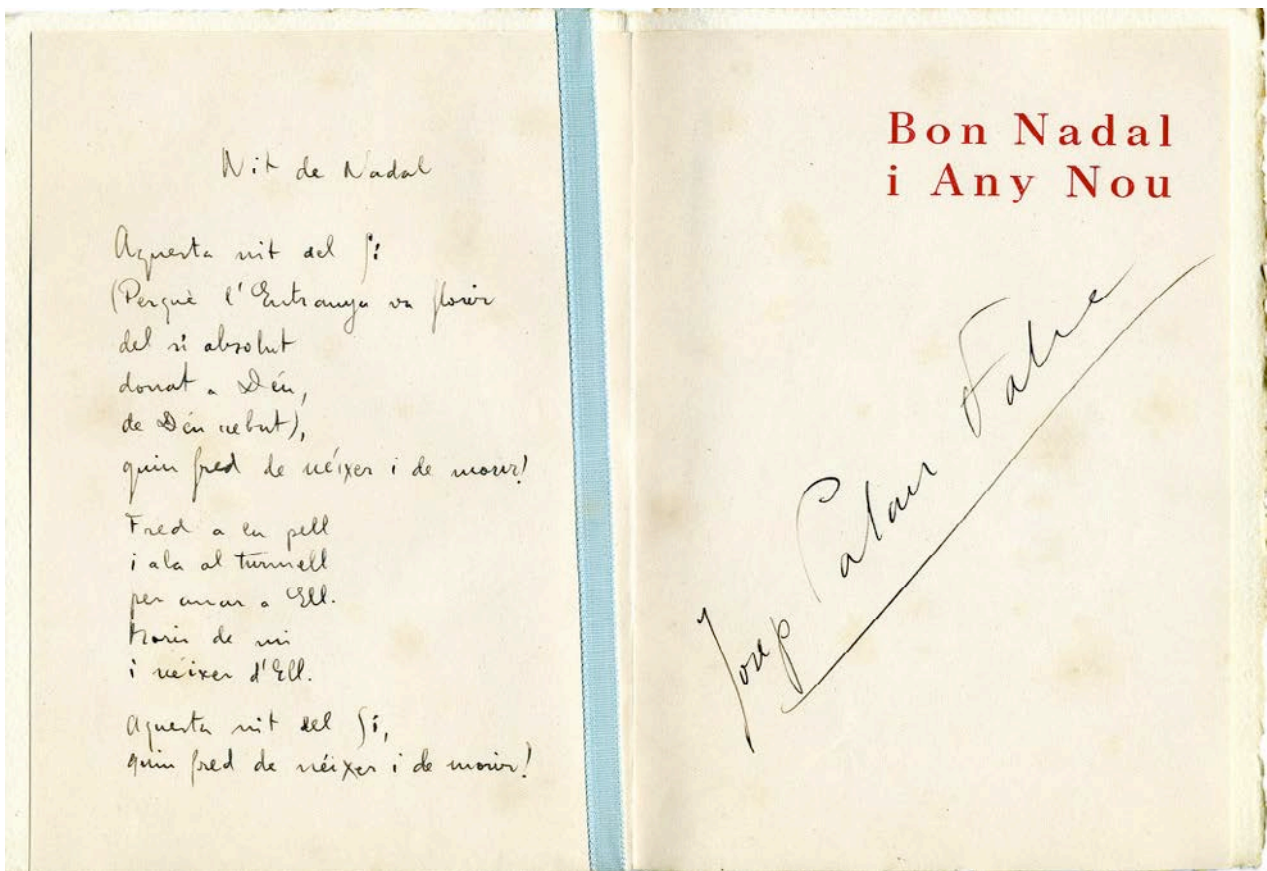 Nit de Nadal
Aquesta nit del Sí
(Perquè l'Entranya va florir
del sí absolut
donat a Déu,
de Déu rebut),
quin fred de néixer i de morir!
Fred a la pell
i ala al turmell
per anar a Ell.
Morir de mi
i néixer d'Ell.
Aquesta nit del Sí,
quin fred de néixer i de morir!
Bon Nadal
i Any Nou
Josep Palau Fabre